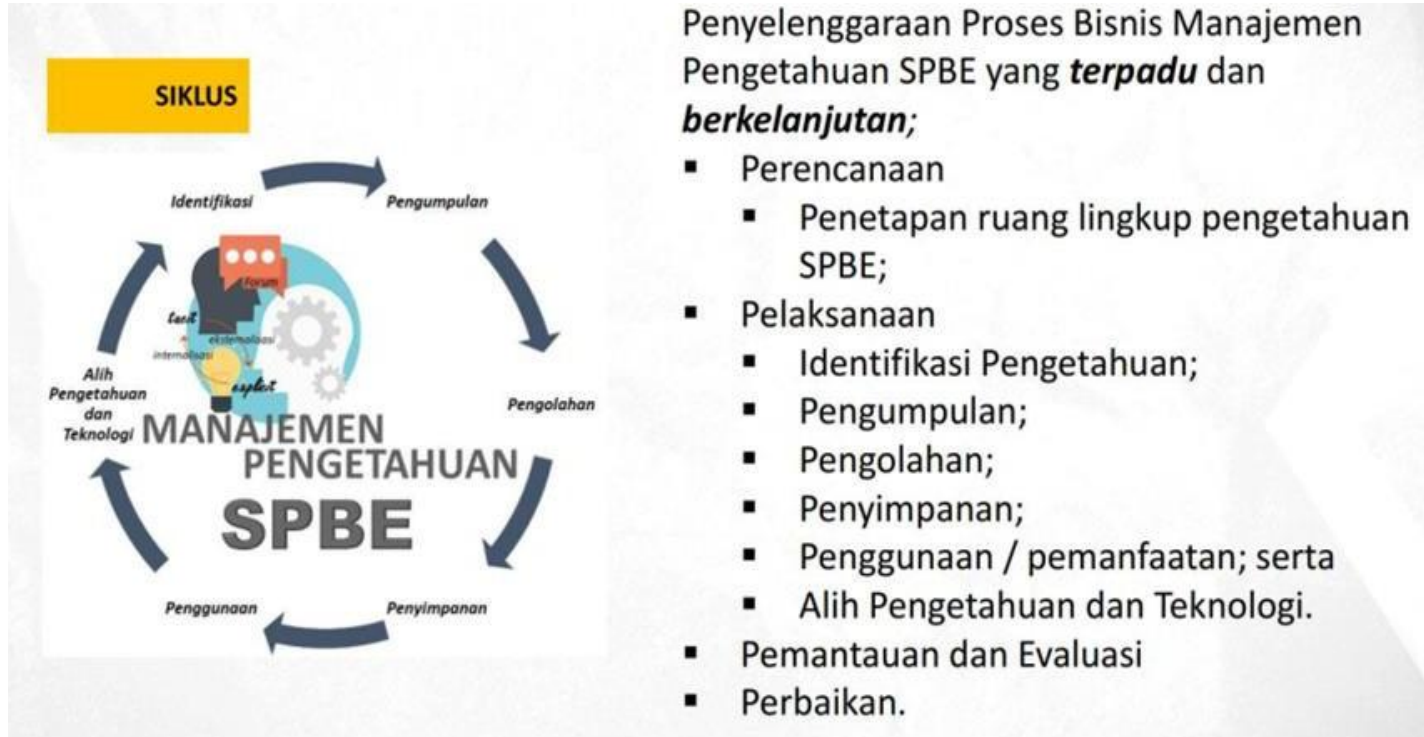 SIKLUS
Identifikasi
Pengumpulan
Pengolahan
Penyimpanan
Penggunaan
Alih
Pengetahuan
dan
Teknologi
Forum
tacit
eksternalisasi
internalisasi
explicit
MANAJEMEN
PENGETAHUAN
SPBE
Penyelenggaraan Proses Bisnis Manajemen
Pengetahuan SPBE yang terpadu dan
berkelanjutan;
▪ Perencanaan
▪ Penetapan ruang lingkup pengetahuan
SPBE;
▪ Pelaksanaan
▪ Identifikasi Pengetahuan;
▪ Pengumpulan;
▪ Pengolahan;
▪ Penyimpanan;
▪ Penggunaan / pemanfaatan; serta
▪ Alih Pengetahuan dan Teknologi.
▪ Pemantauan dan Evaluasi
▪ Perbaikan.